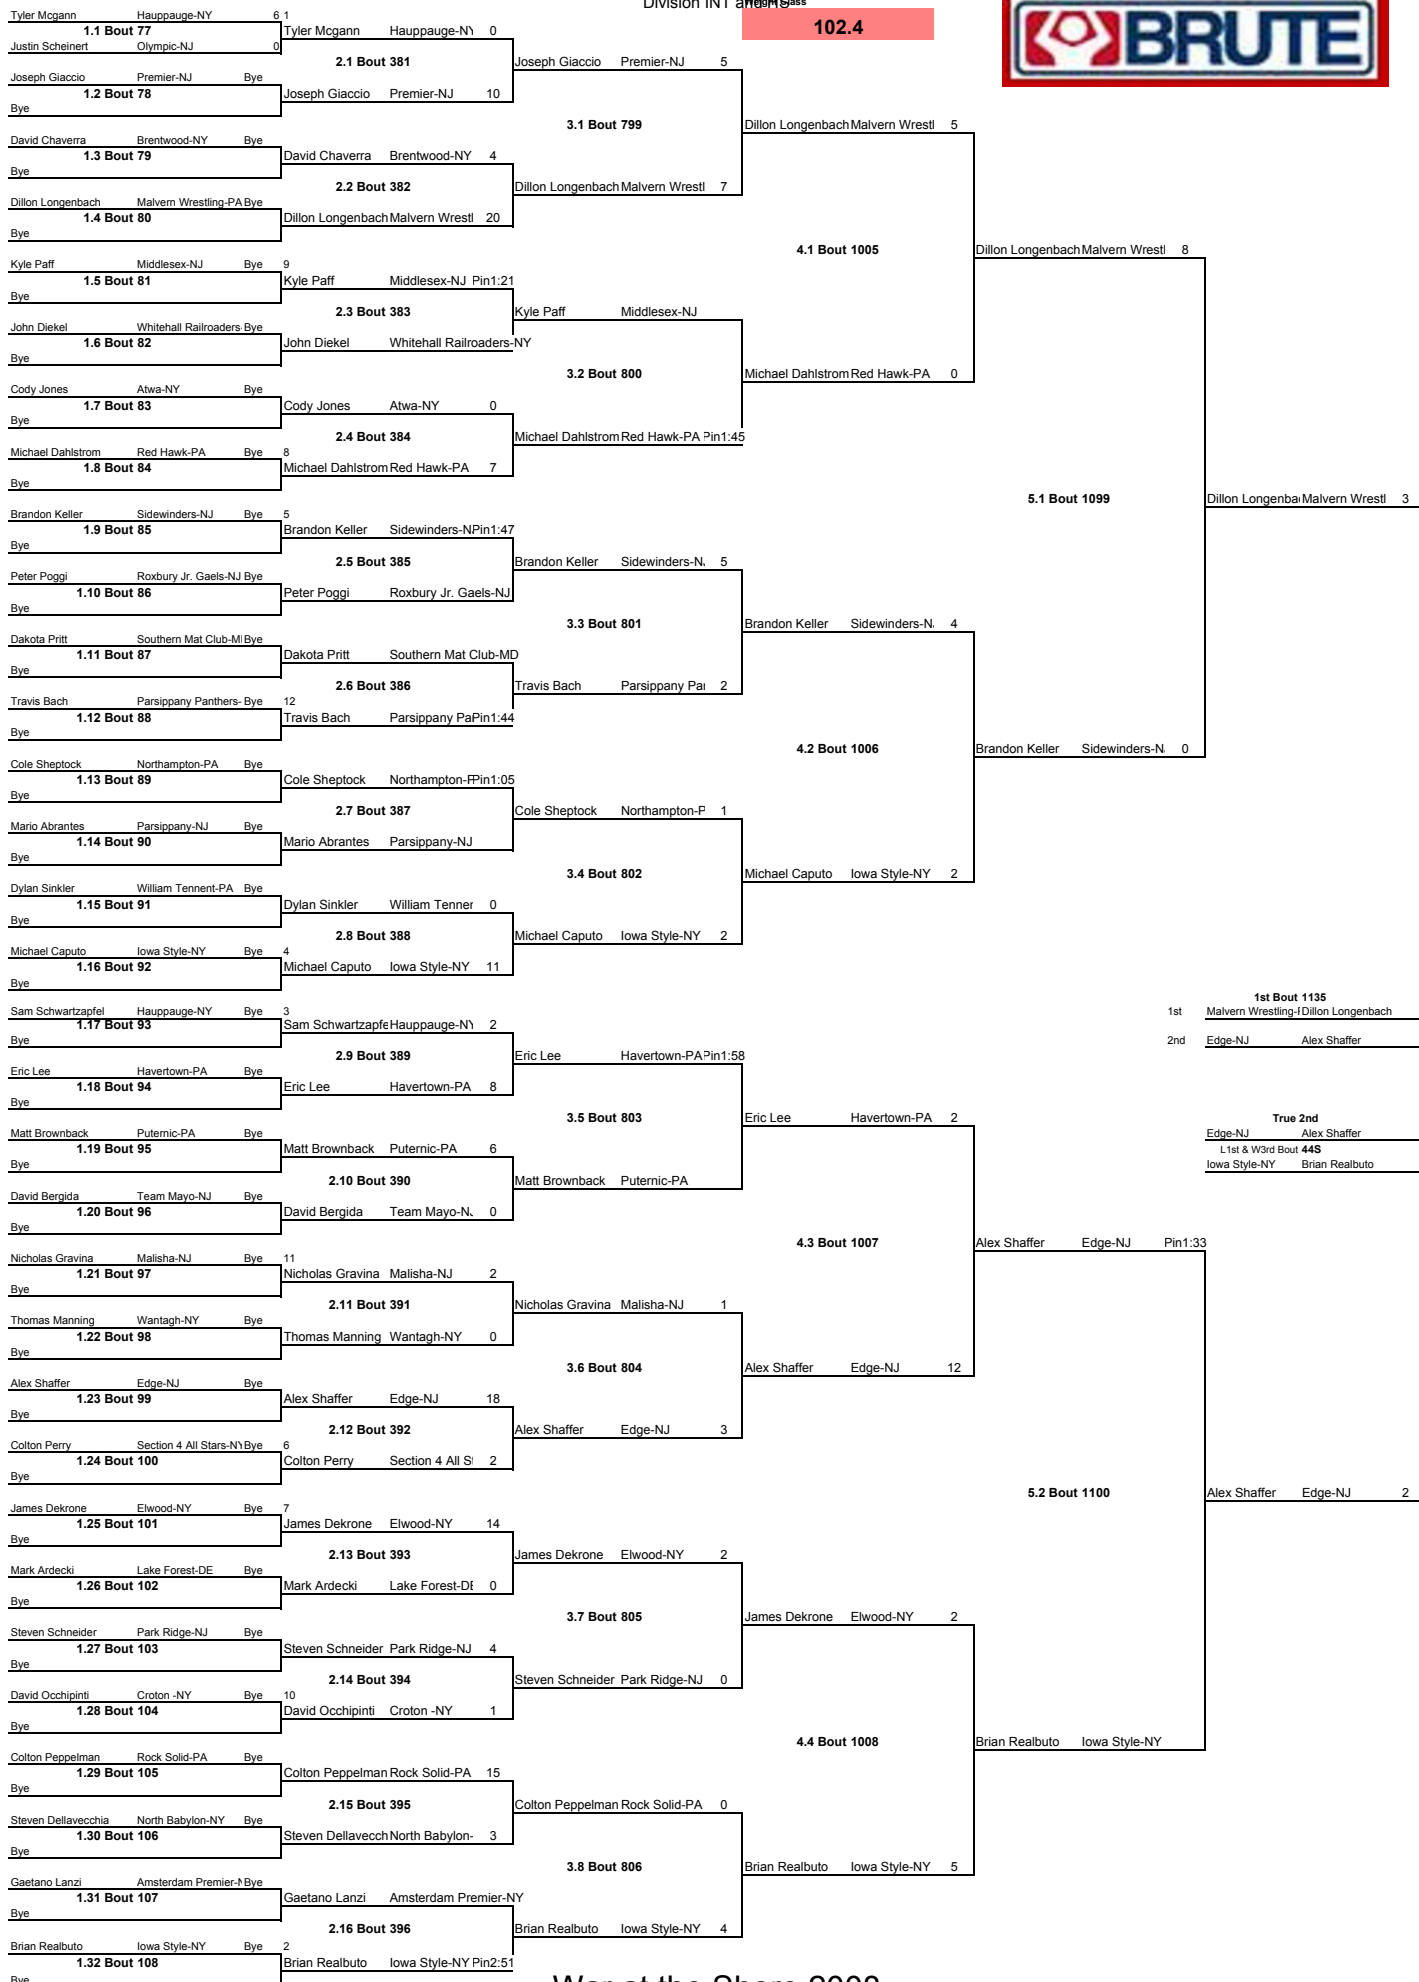 Division INT and HS
Weight Class
102.4
BRUTE
Tyler Mcgann Hauppauge-NY 6 1
1.1 Bout 77
Justin Scheinert Olympic-NJ 0
Joseph Giaccio Premier-NJ Bye
1.2 Bout 78
Bye
David Chaverra Brentwood-NY Bye
1.3 Bout 79
Bye
Dillon Longenbach Malvern Wrestling-PA Bye
1.4 Bout 80
Bye
Kyle Paff Middlesex-NJ Bye 9
1.5 Bout 81
Bye
John Diekel Whitehall Railroaders- Bye
1.6 Bout 82
Bye
Cody Jones Atwa-NY Bye
1.7 Bout 83
Bye
Michael Dahlstrom Red Hawk-PA Bye 8
1.8 Bout 84
Bye
Brandon Keller Sidewinders-NJ Bye 5
1.9 Bout 85
Bye
Peter Poggi Roxbury Jr. Gaels-NJ Bye
1.10 Bout 86
Bye
Dakota Pritt Southern Mat Club-M Bye
1.11 Bout 87
Bye
Travis Bach Parsippany Panthers- Bye 12
1.12 Bout 88
Bye
Cole Sheptock Northampton-PA Bye
1.13 Bout 89
Bye
Mario Abrantes Parsippany-NJ Bye
1.14 Bout 90
Bye
Dylan Sinkler William Tennent-PA Bye
1.15 Bout 91
Bye
Michael Caputo Iowa Style-NY Bye 4
1.16 Bout 92
Bye
Sam Schwartzapfel Hauppauge-NY Bye 3
1.17 Bout 93
Bye
Eric Lee Havertown-PA Bye
1.18 Bout 94
Bye
Matt Brownback Puternic-PA Bye
1.19 Bout 95
Bye
David Bergida Team Mayo-NJ Bye
1.20 Bout 96
Bye
Nicholas Gravina Malisha-NJ Bye 11
1.21 Bout 97
Bye
Thomas Manning Wantagh-NY Bye
1.22 Bout 98
Bye
Alex Shaffer Edge-NJ Bye
1.23 Bout 99
Bye
Colton Perry Section 4 All Stars-NY Bye 6
1.24 Bout 100
Bye
James Dekrone Elwood-NY Bye 7
1.25 Bout 101
Bye
Mark Ardecki Lake Forest-DE Bye
1.26 Bout 102
Bye
Steven Schneider Park Ridge-NJ Bye
1.27 Bout 103
Bye
David Occhipinti Croton -NY Bye 10
1.28 Bout 104
Bye
Colton Peppelman Rock Solid-PA Bye
1.29 Bout 105
Bye
Steven Dellavecchia North Babylon-NY Bye
1.30 Bout 106
Bye
Gaetano Lanzi Amsterdam Premier-N Bye
1.31 Bout 107
Bye
Brian Realbuto Iowa Style-NY Bye 2
1.32 Bout 108
Bye
Tyler Mcgann Hauppauge-NY 0
2.1 Bout 381
Joseph Giaccio Premier-NJ 10
David Chaverra Brentwood-NY 4
2.2 Bout 382
Dillon Longenbach Malvern Wrestl 20
Kyle Paff Middlesex-NJ Pin1:21
2.3 Bout 383
John Diekel Whitehall Railroaders-NY
Cody Jones Atwa-NY 0
2.4 Bout 384
Michael Dahlstrom Red Hawk-PA 7
Brandon Keller Sidewinders-N Pin1:47
2.5 Bout 385
Peter Poggi Roxbury Jr. Gaels-NJ
Dakota Pritt Southern Mat Club-MD
2.6 Bout 386
Travis Bach Parsippany Pa Pin1:44
Cole Sheptock Northampton-P Pin1:05
2.7 Bout 387
Mario Abrantes Parsippany-NJ
Dylan Sinkler William Tenner 0
2.8 Bout 388
Michael Caputo Iowa Style-NY 11
Sam Schwartzapfe Hauppauge-NY 2
2.9 Bout 389
Eric Lee Havertown-PA 8
Matt Brownback Puternic-PA 6
2.10 Bout 390
David Bergida Team Mayo-N. 0
Nicholas Gravina Malisha-NJ 2
2.11 Bout 391
Thomas Manning Wantagh-NY 0
Alex Shaffer Edge-NJ 18
2.12 Bout 392
Colton Perry Section 4 All S 2
James Dekrone Elwood-NY 14
2.13 Bout 393
Mark Ardecki Lake Forest-DE 0
Steven Schneider Park Ridge-NJ 4
2.14 Bout 394
David Occhipinti Croton -NY 1
Colton Peppelman Rock Solid-PA 15
2.15 Bout 395
Steven Dellavecch North Babylon- 3
Gaetano Lanzi Amsterdam Premier-NY
2.16 Bout 396
Brian Realbuto Iowa Style-NY Pin2:51
Joseph Giaccio Premier-NJ 5
3.1 Bout 799
Dillon Longenbach Malvern Wrestl 7
Kyle Paff Middlesex-NJ
3.2 Bout 800
Michael Dahlstrom Red Hawk-PA Pin1:45
Brandon Keller Sidewinders-N. 5
3.3 Bout 801
Travis Bach Parsippany Pa 2
Cole Sheptock Northampton-P 1
3.4 Bout 802
Michael Caputo Iowa Style-NY 2
Eric Lee Havertown-PA Pin1:58
3.5 Bout 803
Matt Brownback Puternic-PA
Nicholas Gravina Malisha-NJ 1
3.6 Bout 804
Alex Shaffer Edge-NJ 3
James Dekrone Elwood-NY 2
3.7 Bout 805
Steven Schneider Park Ridge-NJ 0
Colton Peppelman Rock Solid-PA 0
3.8 Bout 806
Brian Realbuto Iowa Style-NY 4
Dillon Longenbach Malvern Wrestl 5
4.1 Bout 1005
Michael Dahlstrom Red Hawk-PA 0
Brandon Keller Sidewinders-N. 4
4.2 Bout 1006
Michael Caputo Iowa Style-NY 2
Eric Lee Havertown-PA 2
4.3 Bout 1007
Alex Shaffer Edge-NJ 12
James Dekrone Elwood-NY 2
4.4 Bout 1008
Brian Realbuto Iowa Style-NY 5
Dillon Longenbach Malvern Wrestl 8
5.1 Bout 1099
Brandon Keller Sidewinders-N. 0
Alex Shaffer Edge-NJ Pin1:33
5.2 Bout 1100
Brian Realbuto Iowa Style-NY
Dillon Longenba Malvern Wrestl 3
Alex Shaffer Edge-NJ 2
1st Bout 1135
1st Malvern Wrestling- Dillon Longenbach
2nd Edge-NJ Alex Shaffer
True 2nd
Edge-NJ Alex Shaffer
L1st & W3rd Bout 44S
Iowa Style-NY Brian Realbuto
War at the Shore 2008